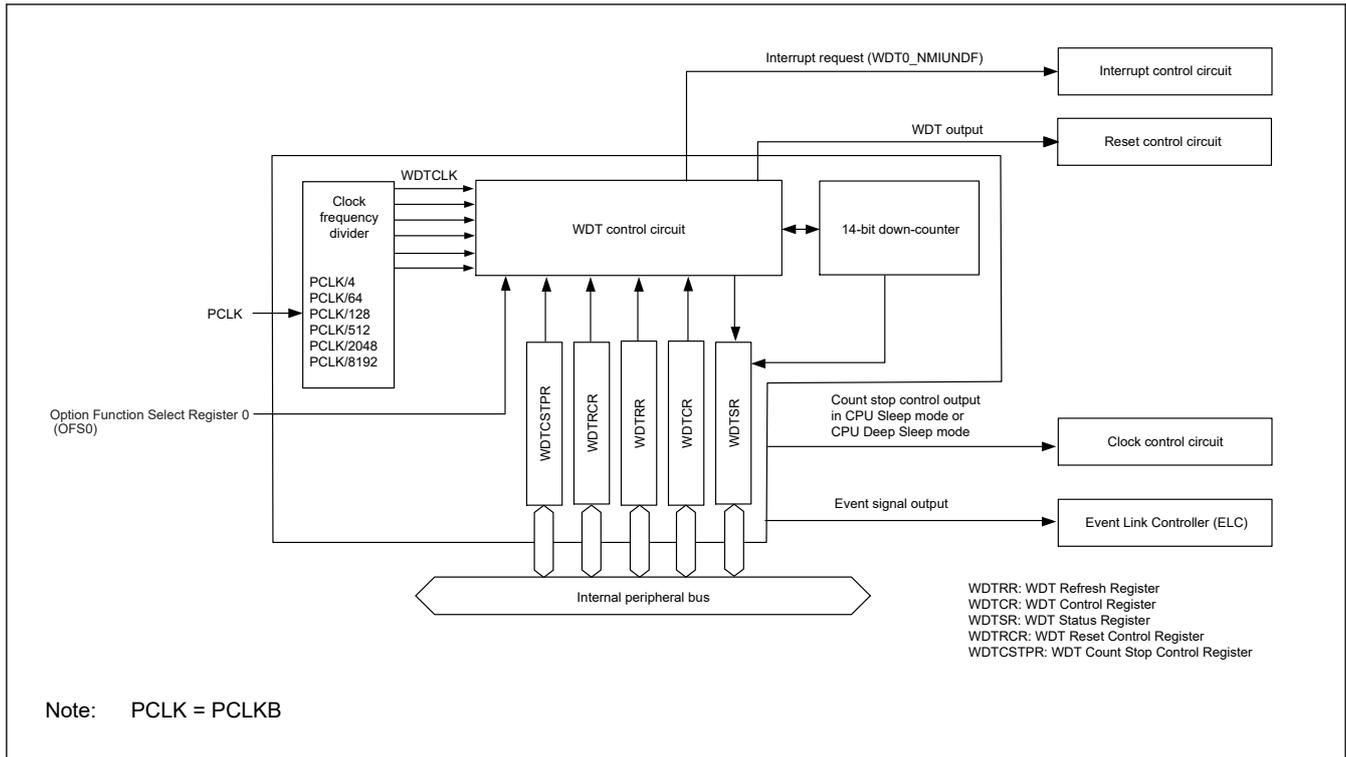 Interrupt request (WDT0_NMIUNDF)
Interrupt control circuit
WDT output
Reset control circuit
WDTCLK
Clock
frequency
divider
WDT control circuit
14-bit down-counter
PCLK/4
PCLK/64
PCLK/128
PCLK/512
PCLK/2048
PCLK/8192
PCLK
Option Function Select Register 0
(OFS0)
WDTCSTPR
WDTRCR
WDTRR
WDTCR
WDTSR
Count stop control output
in CPU Sleep mode or
CPU Deep Sleep mode
Clock control circuit
Event signal output
Event Link Controller (ELC)
Internal peripheral bus
WDTRR: WDT Refresh Register
WDTCR: WDT Control Register
WDTSR: WDT Status Register
WDTRCR: WDT Reset Control Register
WDTCSTPR: WDT Count Stop Control Register
Note: PCLK = PCLKB